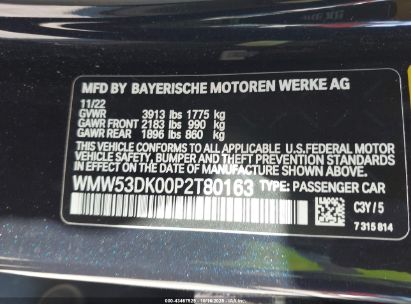 MFD BY BAYERISCHE MOTOREN WERKE AG
11/22
GVWR 3913 lbs 1775 kg
GAWR FRONT 2183 lbs 990 kg
GAWR REAR 1896 lbs 860 kg
THIS VEHICLE CONFORMS TO ALL APPLICABLE U.S. FEDERAL MOTOR
VEHICLE SAFETY, BUMPER, AND THEFT PREVENTION STANDARDS
IN EFFECT ON THE DATE OF MANUFACTURE SHOWN ABOVE.
WMW53DK00P2T80163 TYPE: PASSENGER CAR
C3Y / 5
7 315 814